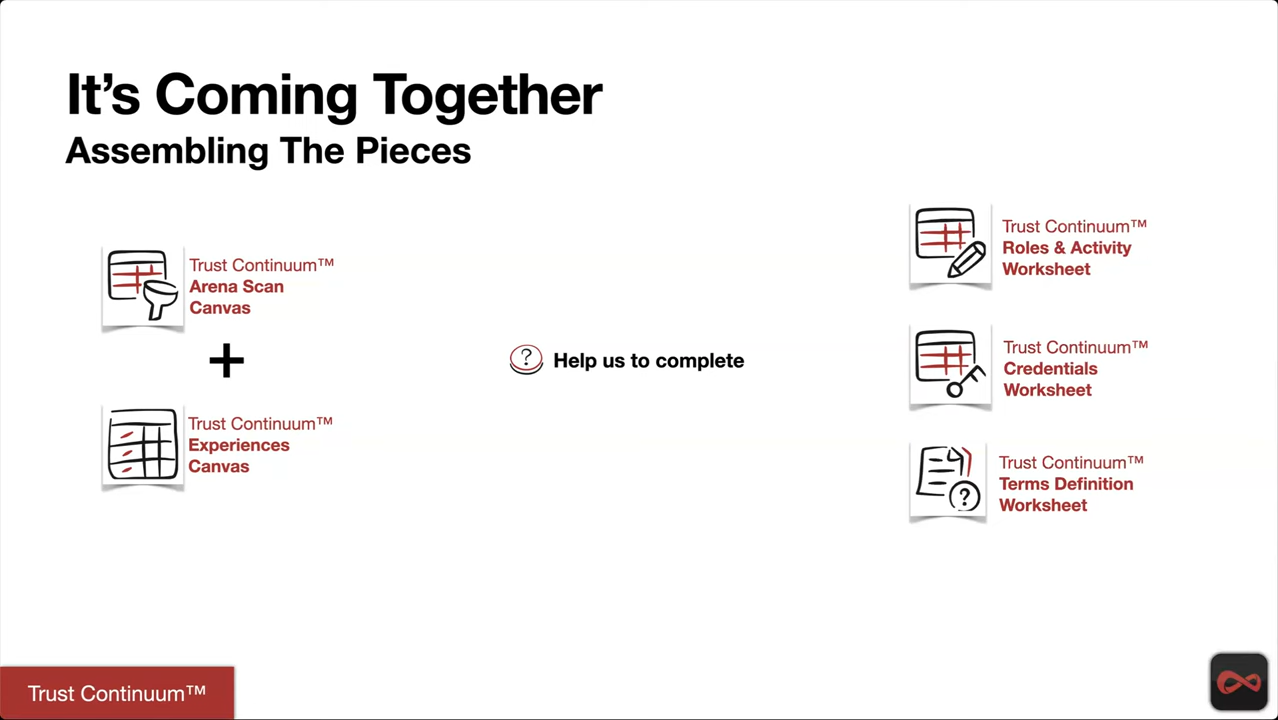 It's Coming Together
Assembling The Pieces
Trust Continuum™
Arena Scan
Canvas
+
Trust Continuum™
Experiences
Canvas
? Help us to complete
Trust Continuum™
Roles & Activity
Worksheet
Trust Continuum™
Credentials
Worksheet
?
Trust Continuum™
Terms Definition
Worksheet
Trust Continuum™